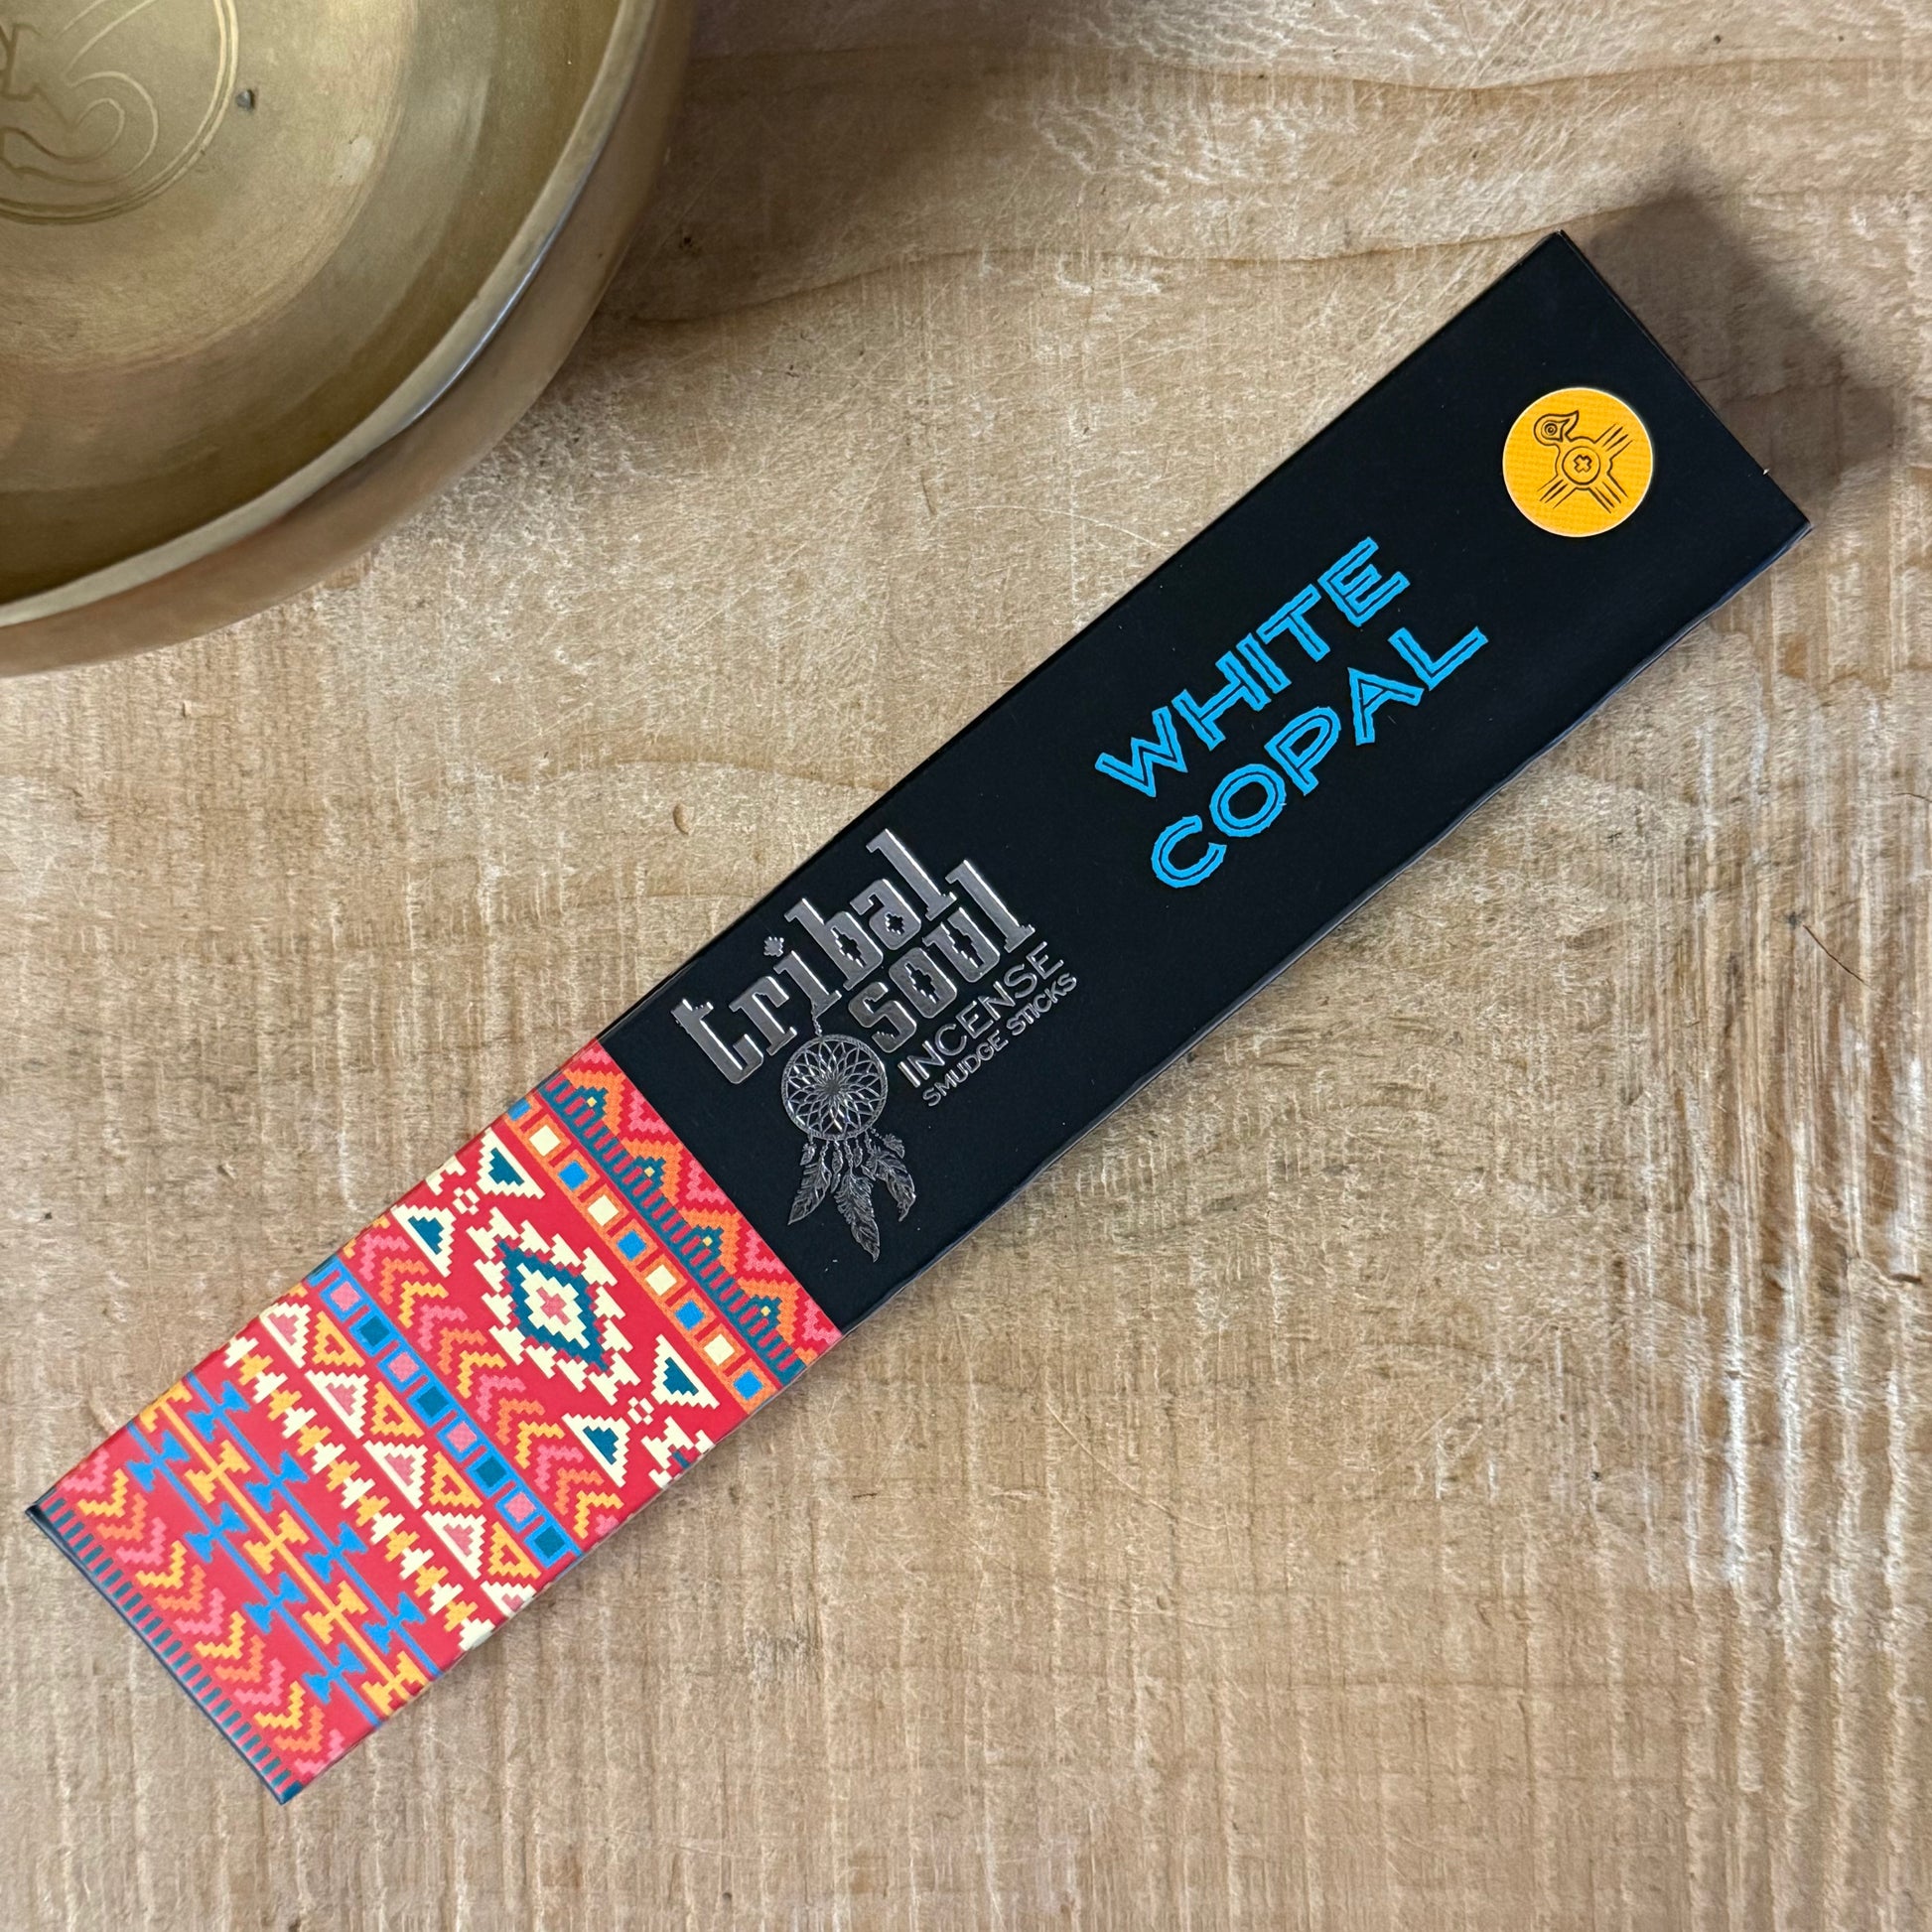 tribal
soul
INCENSE
SMUDGE STICKS
WHITE
COPAL